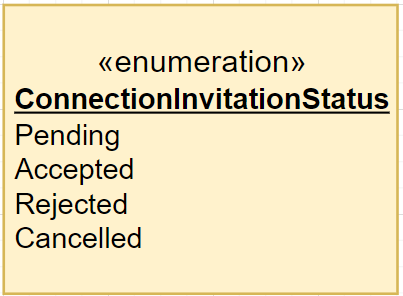 «enumeration»
ConnectionInvitationStatus
Pending
Accepted
Rejected
Cancelled